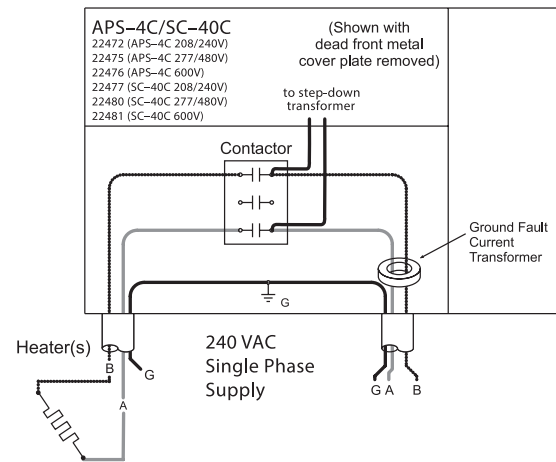 APS–4C/SC–40C
22472 (APS–4C 208/240V)
22475 (APS–4C 277/480V)
22476 (APS–4C 600V)
22477 (SC–40C 208/240V)
22480 (SC–40C 277/480V)
22481 (SC–40C 600V)
(Shown with
dead front metal
cover plate removed)
to step-down
transformer
Contactor
Ground Fault
Current
Transformer
G
Heater(s)
240 VAC
Single Phase
Supply
B
G
A
G
A
B